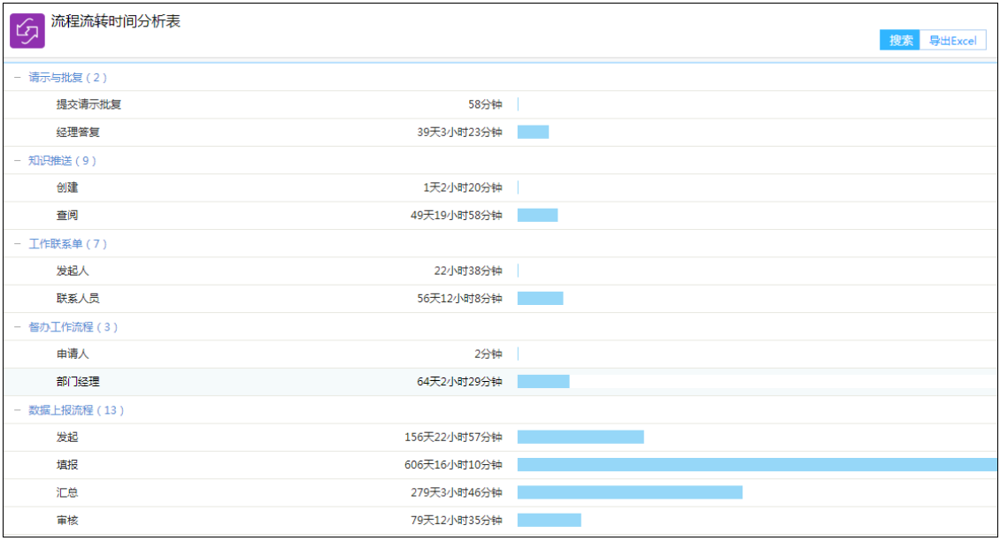 流程流转时间分析表
搜索 导出Excel
− 请示与批复 ( 2 )
提交请示批复 58分钟
经理答复 39天3小时23分钟
− 知识推送 ( 9 )
创建 1天2小时20分钟
查阅 49天19小时58分钟
− 工作联系单 ( 7 )
发起人 22小时38分钟
联系人员 56天12小时8分钟
− 督办工作流程 ( 3 )
申请人 2分钟
部门经理 64天2小时29分钟
− 数据上报流程 ( 13 )
发起 156天22小时57分钟
填报 606天16小时10分钟
汇总 279天3小时46分钟
审核 79天12小时35分钟